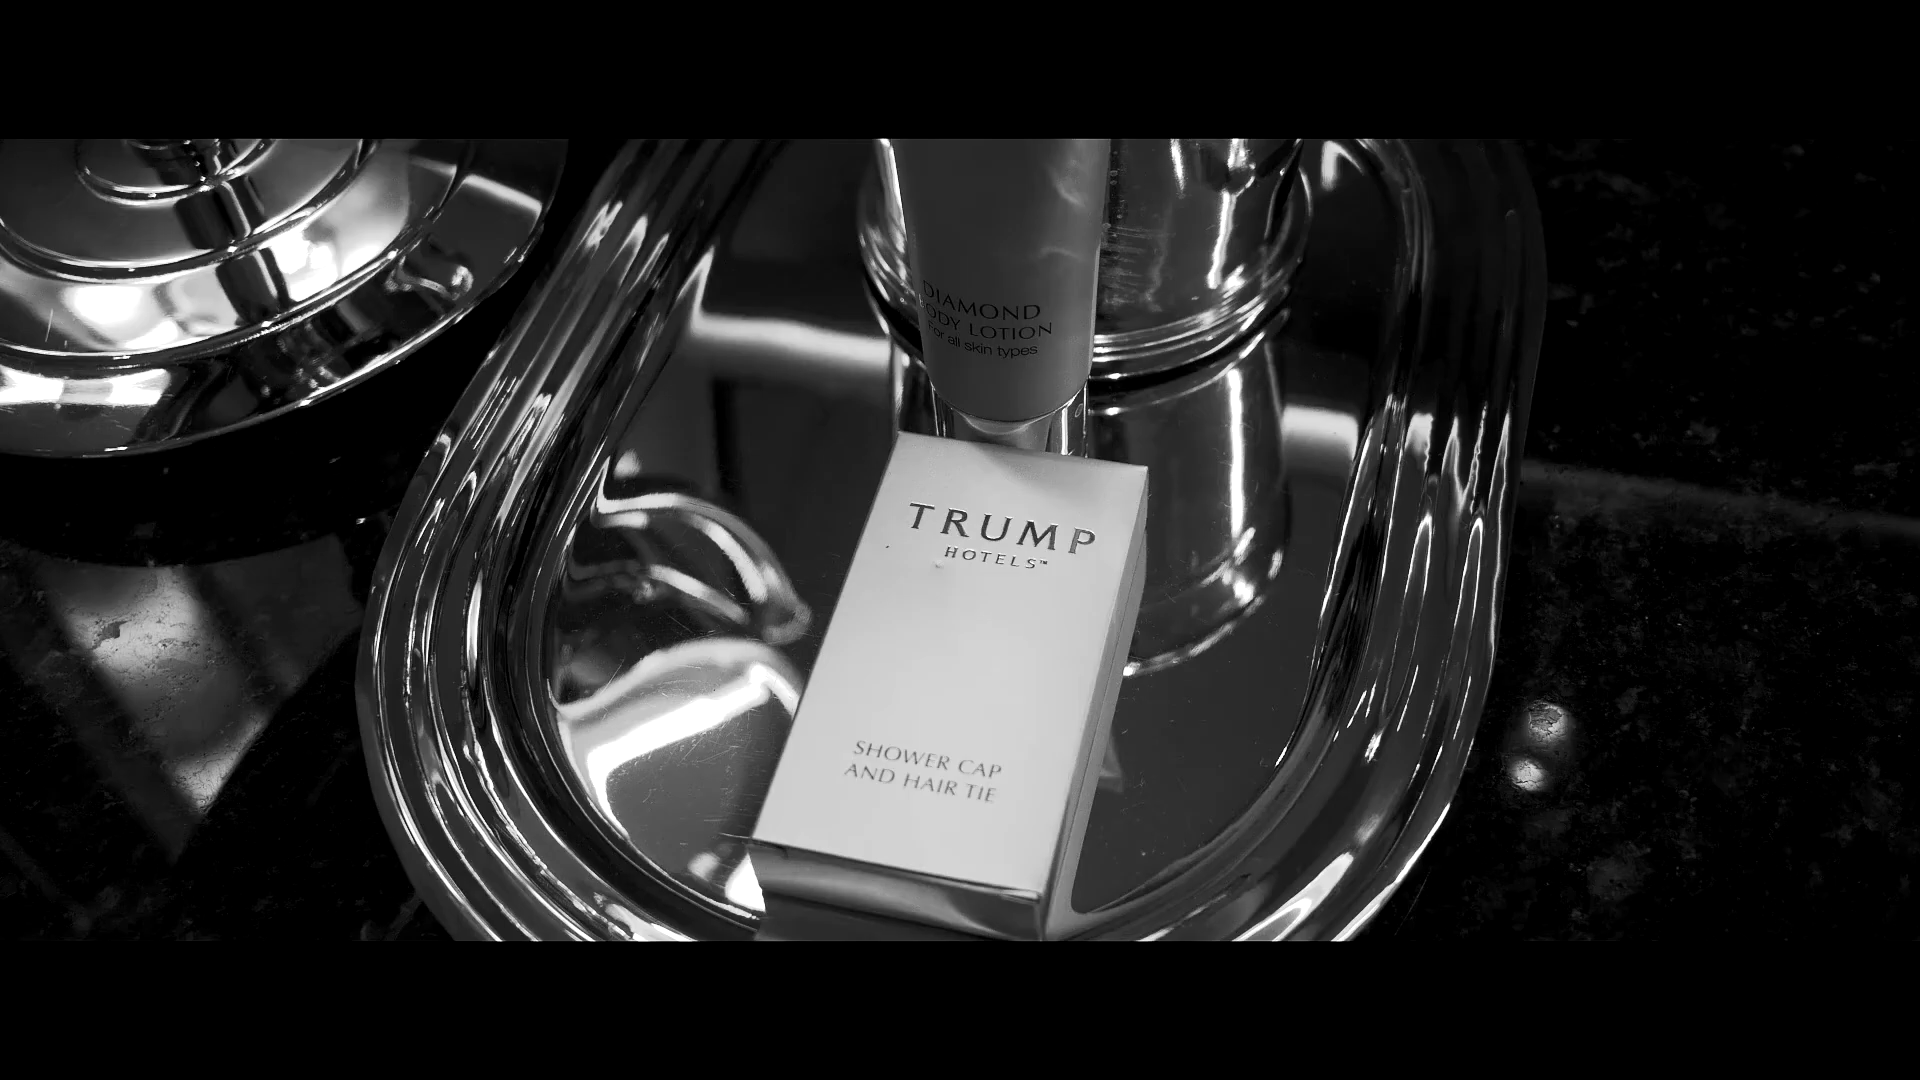 DIAMOND
BODY LOTION
For all skin types
TRUMP
HOTELS™
SHOWER CAP
AND HAIR TIE